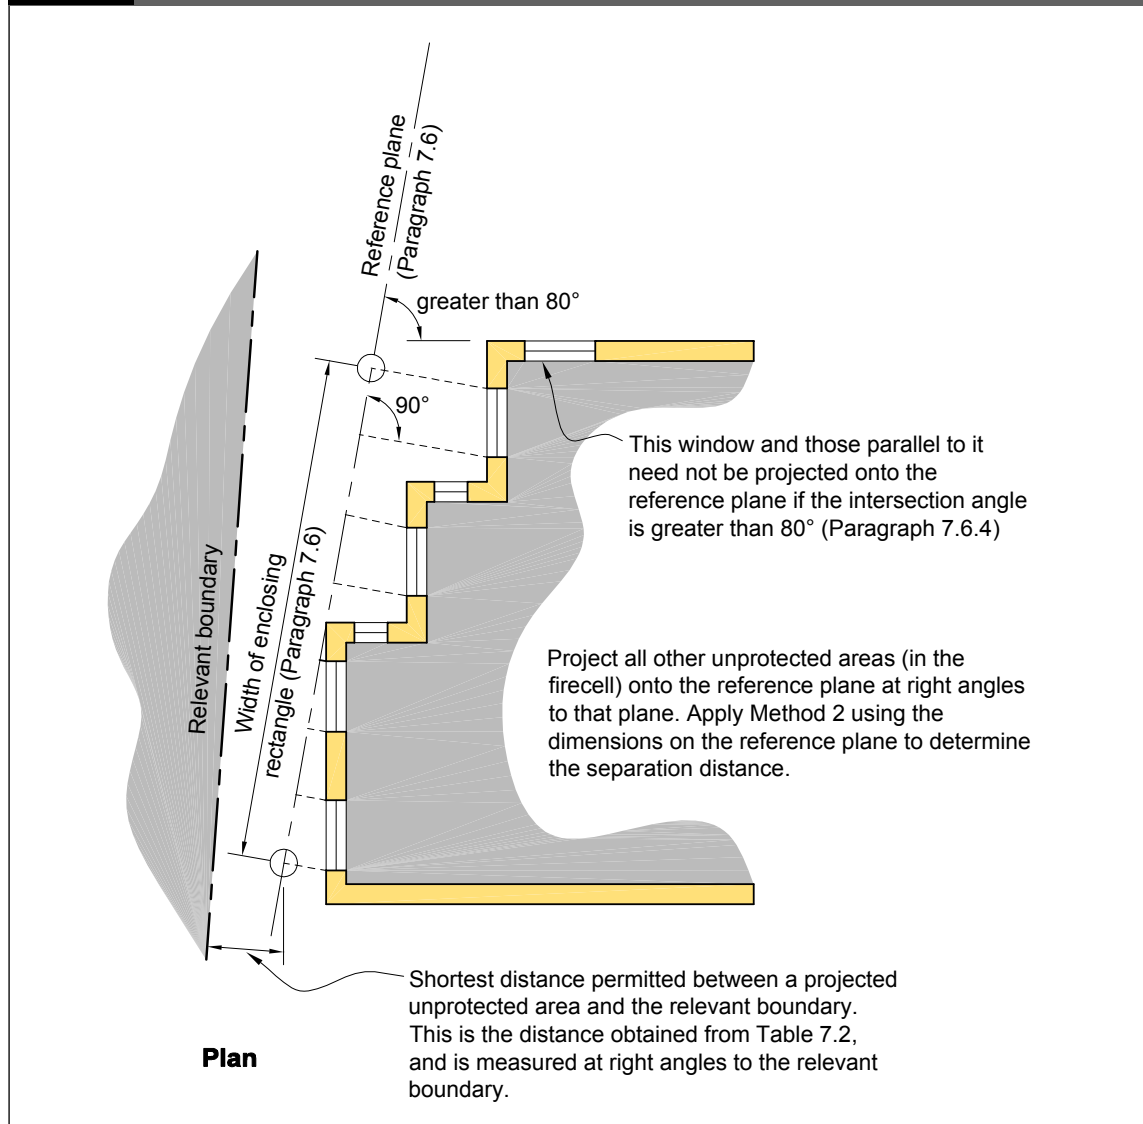 Reference plane
(Paragraph 7.6)
greater than 80°
90°
This window and those parallel to it
need not be projected onto the
reference plane if the intersection angle
is greater than 80° (Paragraph 7.6.4)
Relevant boundary
Width of enclosing
rectangle (Paragraph 7.6)
Project all other unprotected areas (in the
firecell) onto the reference plane at right angles
to that plane. Apply Method 2 using the
dimensions on the reference plane to determine
the separation distance.
Shortest distance permitted between a projected
unprotected area and the relevant boundary.
This is the distance obtained from Table 7.2,
and is measured at right angles to the relevant
boundary.
Plan